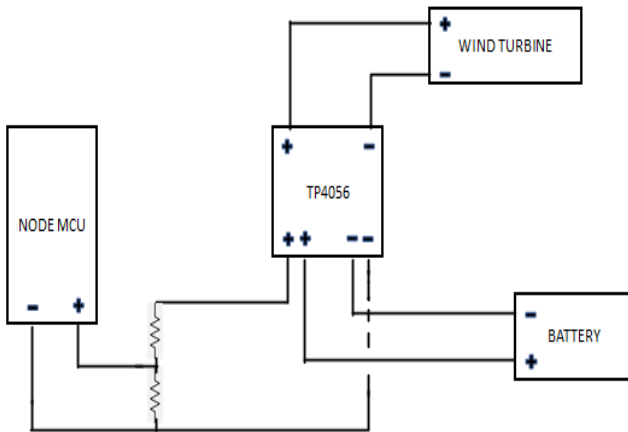 +
WIND TURBINE
-
+ -
TP4056
+ + - -
NODE MCU
- +
-
BATTERY
+